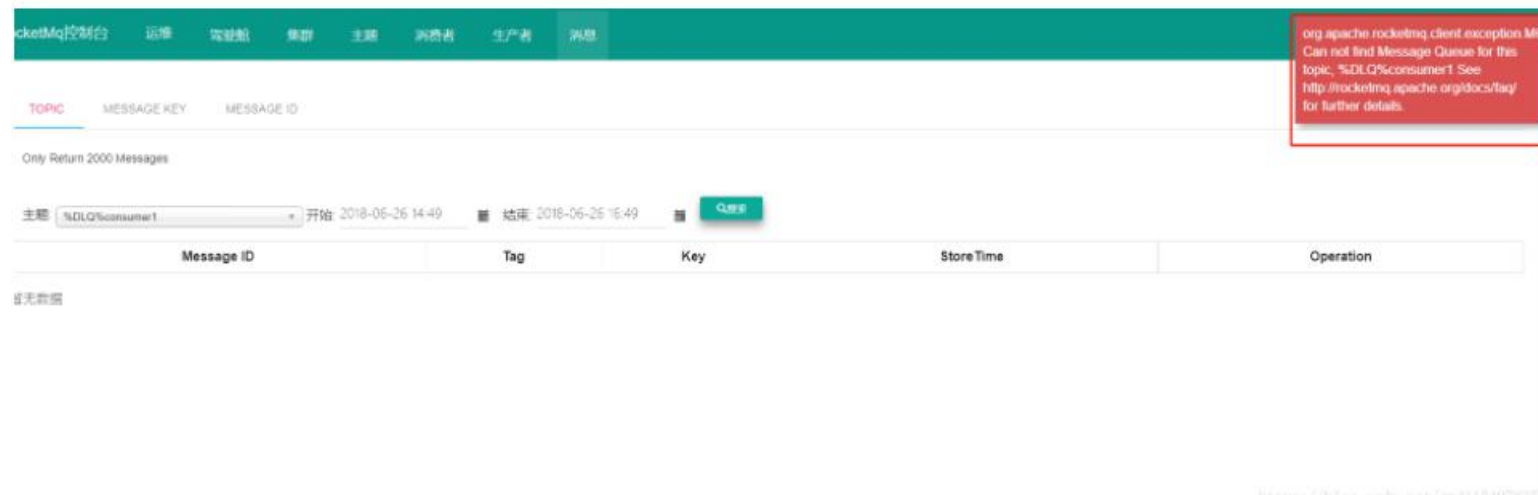 cketMq控制台 运维 驾驶舱 集群 主题 消费者 生产者 消息
org.apache.rocketmq.client.exception.MQ
Can not find Message Queue for this
topic, %DLQ%consumer1 See
http://rocketmq.apache.org/docs/faq/
for further details.
TOPIC MESSAGE KEY MESSAGE ID
Only Return 2000 Messages
主题: %DLQ%consumer1 开始: 2018-06-26 14:49 结束: 2018-06-26 16:49 搜索
Message ID Tag Key StoreTime Operation
暂无数据